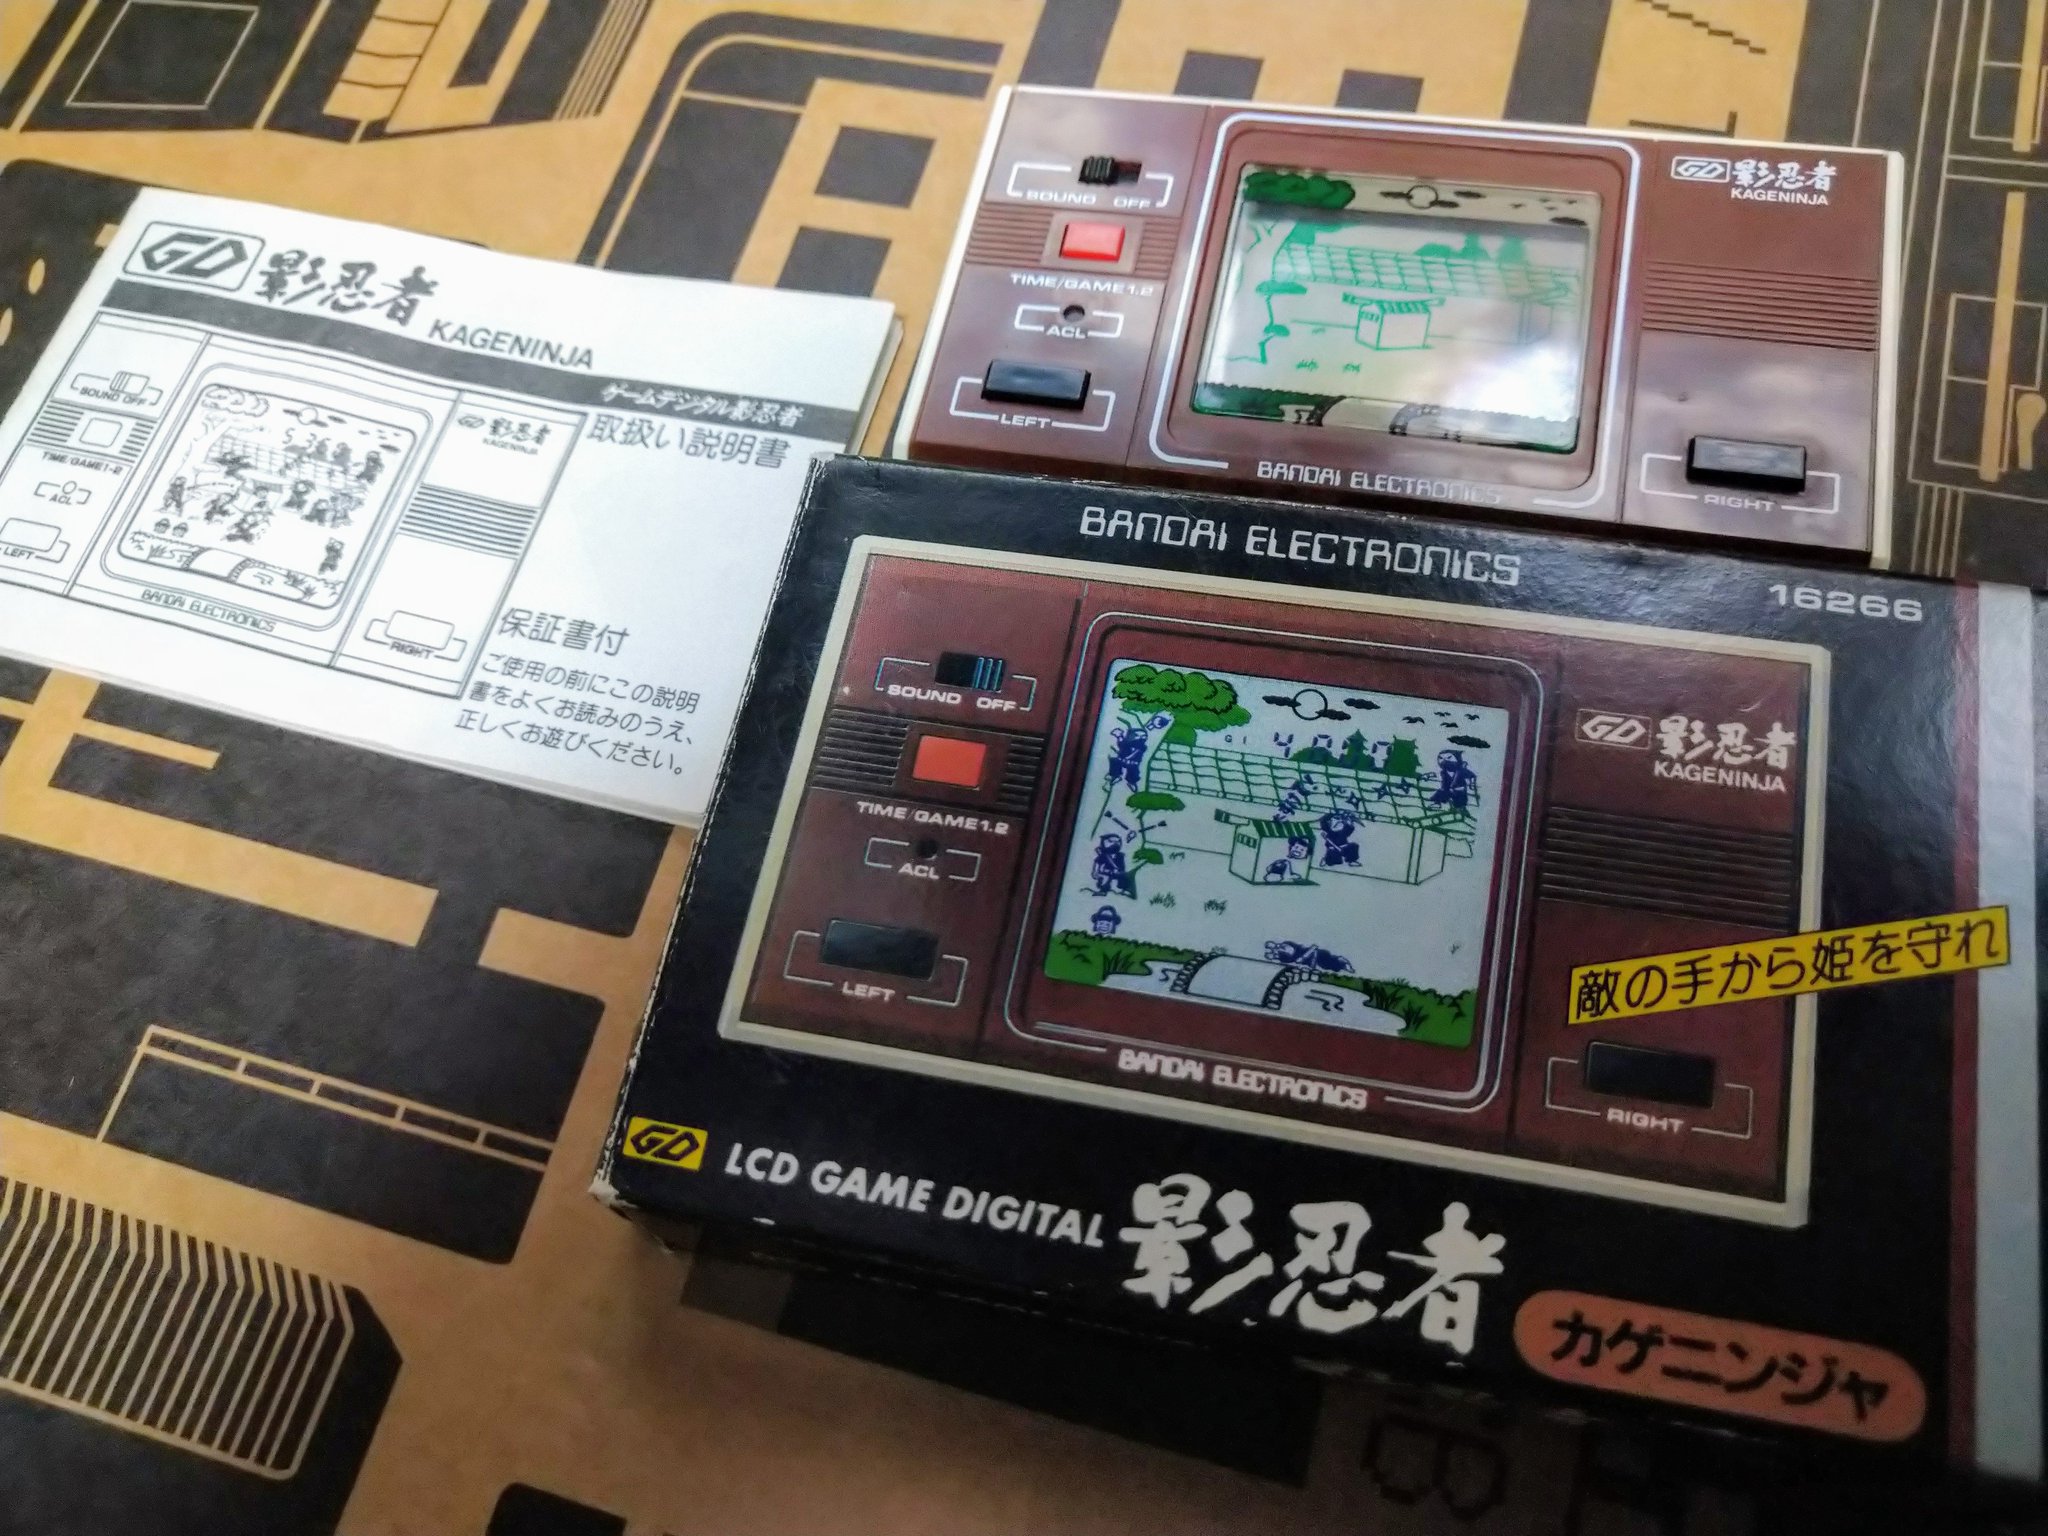 GD 影忍者 KAGENINJA
ゲームデジタル影忍者
取扱い説明書
SOUND OFF
TIME/GAME1·2
ACL
LEFT
GD 影忍者
KAGENINJA
BANDAI ELECTRONICS
RIGHT
保証書付
ご使用の前にこの説明
書をよくお読みのうえ、
正しくお遊びください。
SOUND OFF
TIME/GAME1.2
ACL
LEFT
GD 影忍者
KAGENINJA
BANDAI ELECTRONICS
RIGHT
BANDAI ELECTRONICS
16266
SOUND OFF
TIME/GAME1.2
ACL
LEFT
GD 影忍者
KAGENINJA
敵の手から姫を守れ
BANDAI ELECTRONICS
RIGHT
GD LCD GAME DIGITAL 影忍者
カゲニンジャ